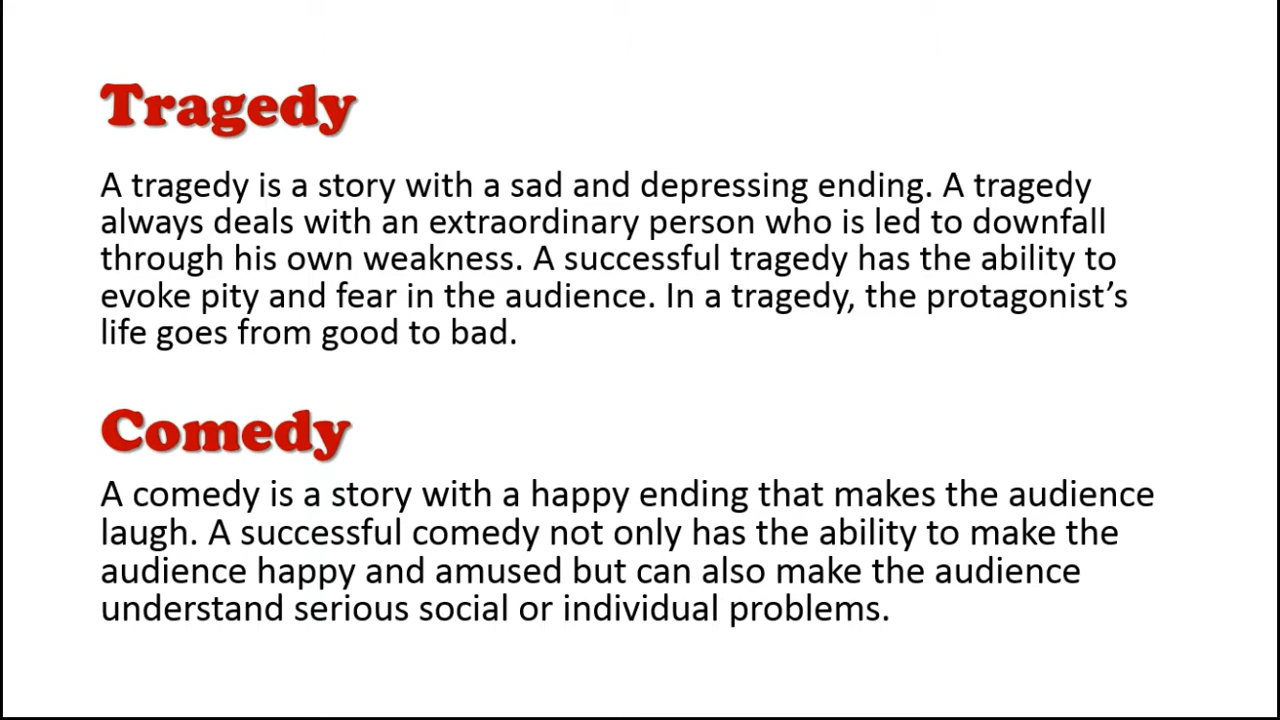 Tragedy
A tragedy is a story with a sad and depressing ending. A tragedy
always deals with an extraordinary person who is led to downfall
through his own weakness. A successful tragedy has the ability to
evoke pity and fear in the audience. In a tragedy, the protagonist’s
life goes from good to bad.
Comedy
A comedy is a story with a happy ending that makes the audience
laugh. A successful comedy not only has the ability to make the
audience happy and amused but can also make the audience
understand serious social or individual problems.